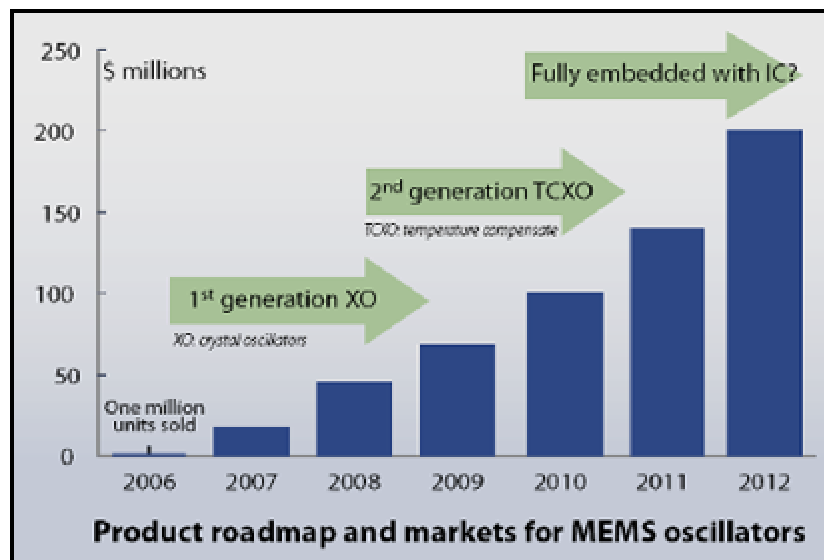 250
$ millions
200
150
100
50
0
Fully embedded with IC?
2nd generation TCXO
TCXO: temperature compensate
1st generation XO
XO: crystal oscillators
One million
units sold
2006 2007 2008 2009 2010 2011 2012
Product roadmap and markets for MEMS oscillators